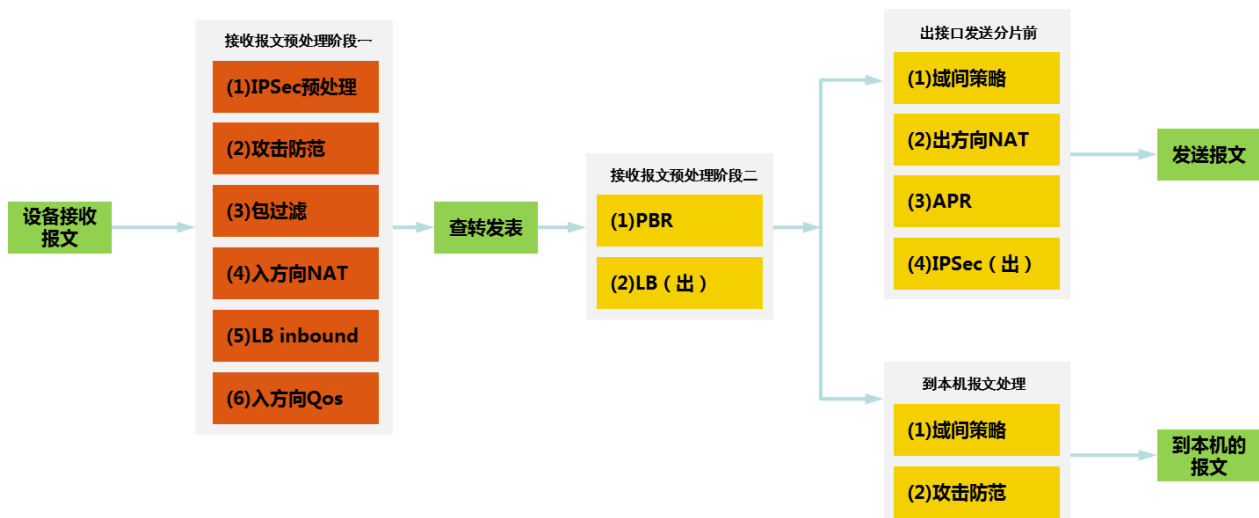 设备接收
报文
接收报文预处理阶段一
(1)IPSec预处理
(2)攻击防范
(3)包过滤
(4)入方向NAT
(5)LB inbound
(6)入方向Qos
查转发表
接收报文预处理阶段二
(1)PBR
(2)LB（出）
出接口发送分片前
(1)域间策略
(2)出方向NAT
(3)APR
(4)IPSec（出）
发送报文
到本机报文处理
(1)域间策略
(2)攻击防范
到本机的
报文